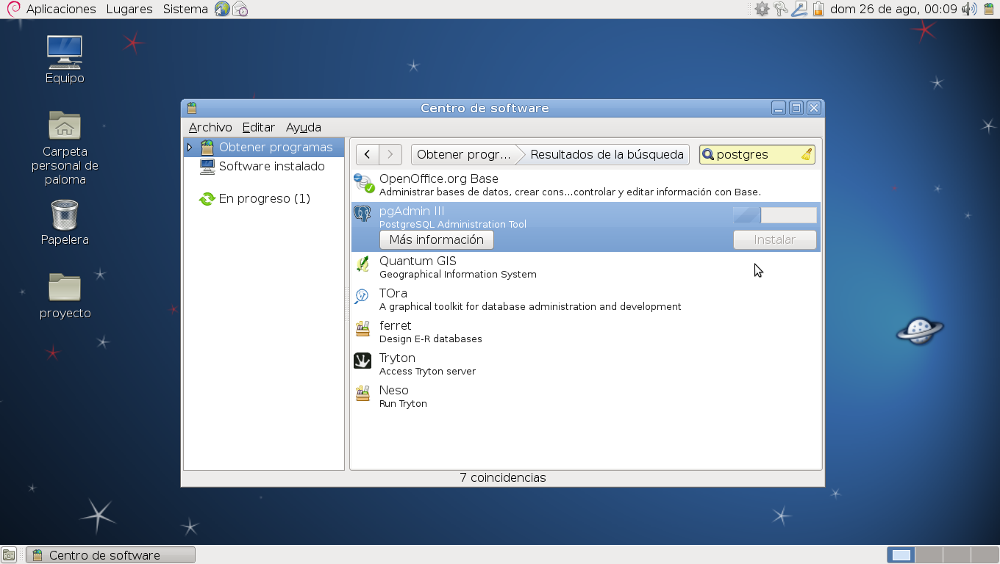 Aplicaciones Lugares Sistema
dom 26 de ago, 00:09
Equipo
Carpeta
personal de
paloma
Papelera
proyecto
Centro de software
Archivo Editar Ayuda
Obtener programas
Software instalado
En progreso (1)
Obtener progr... Resultados de la búsqueda
postgres
OpenOffice.org Base
Administrar bases de datos, crear cons...controlar y editar información con Base.
pgAdmin III
PostgreSQL Administration Tool
Más información
Instalar
Quantum GIS
Geographical Information System
TOra
A graphical toolkit for database administration and development
ferret
Design E-R databases
Tryton
Access Tryton server
Neso
Run Tryton
7 coincidencias
Centro de software